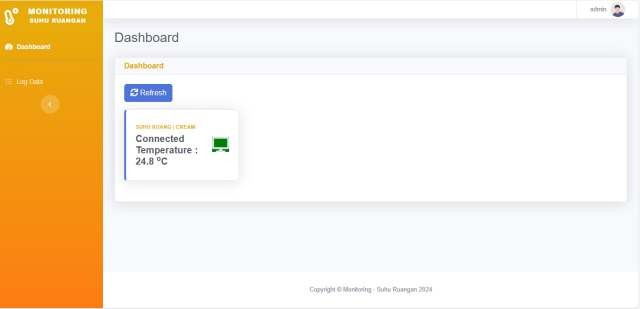 MONITORING
SUHU RUANGAN
admin
Dashboard
Dashboard
Dashboard
Log Data
Refresh
SUHU RUANG | CREAM
Connected
Temperature :
24.8 °C
Copyright © Monitoring - Suhu Ruangan 2024